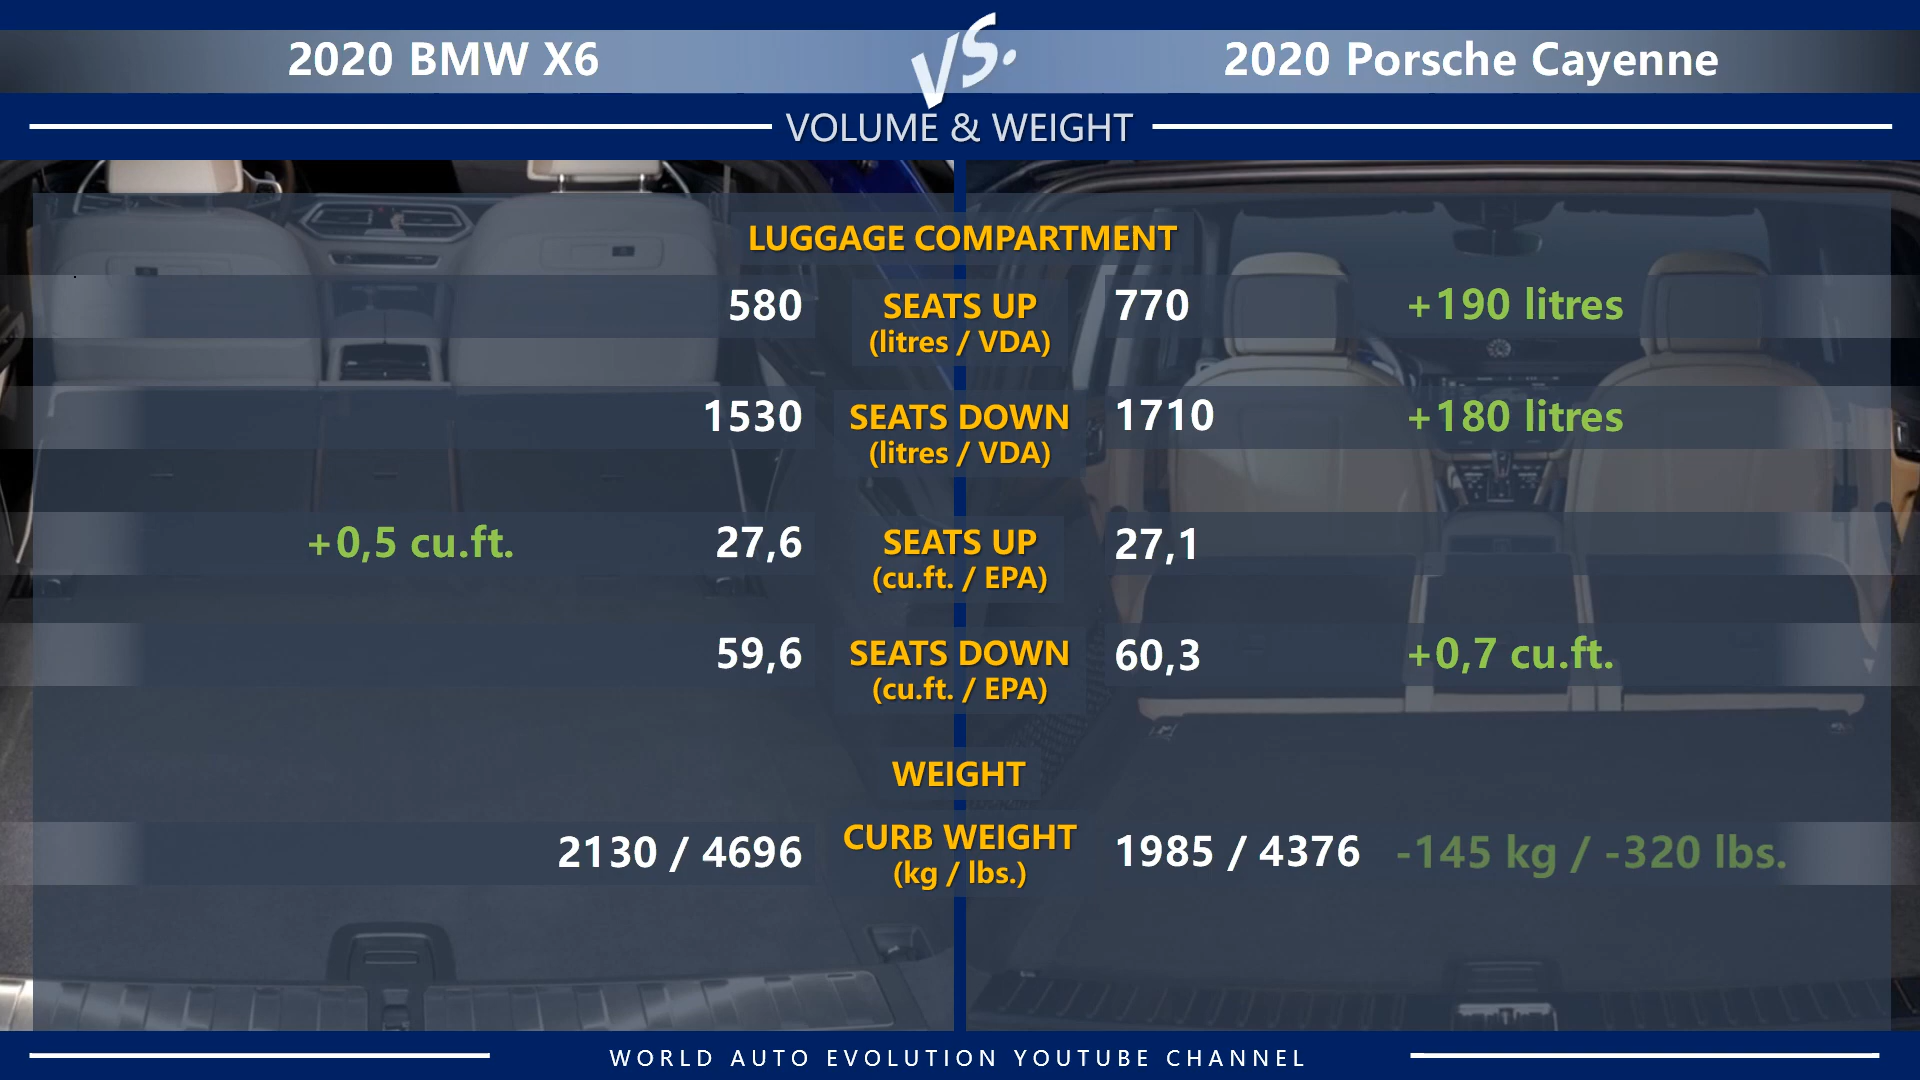 2020 BMW X6 VS. 2020 Porsche Cayenne
VOLUME & WEIGHT
LUGGAGE COMPARTMENT
580 SEATS UP 770 +190 litres
(litres / VDA)
1530 SEATS DOWN 1710 +180 litres
(litres / VDA)
+0,5 cu.ft. 27,6 SEATS UP 27,1
(cu.ft. / EPA)
59,6 SEATS DOWN 60,3 +0,7 cu.ft.
(cu.ft. / EPA)
WEIGHT
2130 / 4696 CURB WEIGHT 1985 / 4376 -145 kg / -320 lbs.
(kg / lbs.)
WORLD AUTO EVOLUTION YOUTUBE CHANNEL